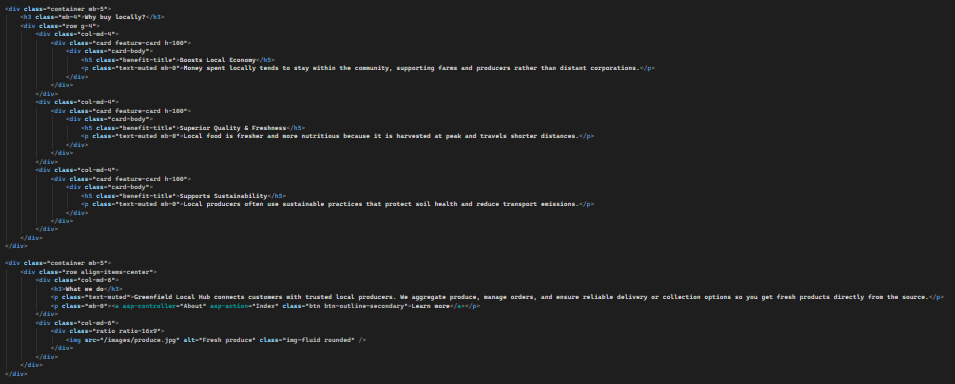 <div class="container mb-5">
<h3 class="mb-4">Why buy locally?</h3>
<div class="row g-4">
<div class="col-md-4">
<div class="card feature-card h-100">
<div class="card-body">
<h5 class="benefit-title">Boosts Local Economy</h5>
<p class="text-muted mb-0">Money spent locally tends to stay within the community, supporting farms and producers rather than distant corporations.</p>
</div>
</div>
</div>
<div class="col-md-4">
<div class="card feature-card h-100">
<div class="card-body">
<h5 class="benefit-title">Superior Quality & Freshness</h5>
<p class="text-muted mb-0">Local food is fresher and more nutritious because it is harvested at peak and travels shorter distances.</p>
</div>
</div>
</div>
<div class="col-md-4">
<div class="card feature-card h-100">
<div class="card-body">
<h5 class="benefit-title">Supports Sustainability</h5>
<p class="text-muted mb-0">Local producers often use sustainable practices that protect soil health and reduce transport emissions.</p>
</div>
</div>
</div>
</div>
</div>
<div class="container mb-5">
<div class="row align-items-center">
<div class="col-md-6">
<h3>What we do</h3>
<p class="text-muted">Greenfield Local Hub connects customers with trusted local producers. We aggregate produce, manage orders, and ensure reliable delivery or collection options so you get fresh products directly from the source.</p>
<p class="mb-0"><a asp-controller="About" asp-action="Index" class="btn btn-outline-secondary">Learn more</a></p>
</div>
<div class="col-md-6">
<div class="ratio ratio-16x9">
<img src="/images/produce.jpg" alt="Fresh produce" class="img-fluid rounded" />
</div>
</div>
</div>
</div>